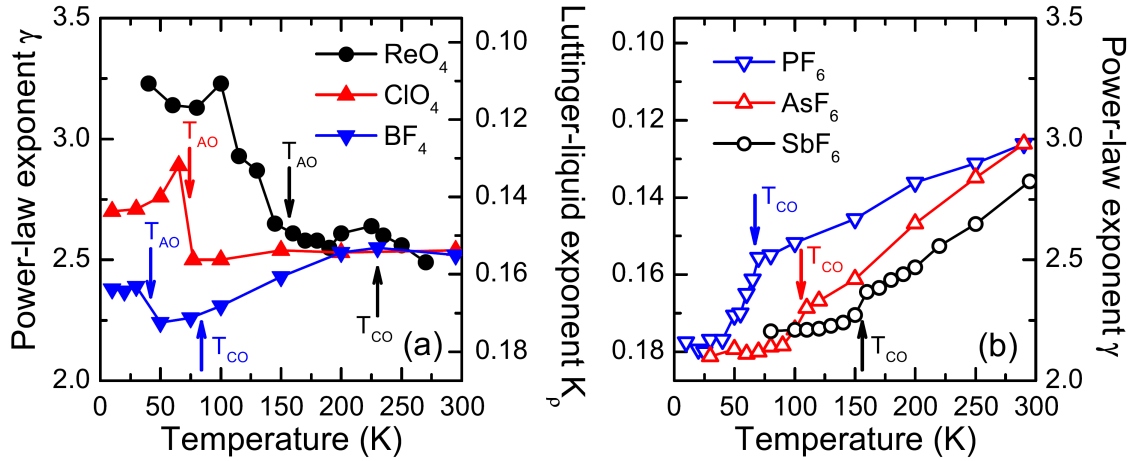 Power-law exponent γ
3.5
3.0
2.5
2.0
ReO4
ClO4
BF4
TAO
TAO
TAO
TCO
TCO
(a)
0 50 100 150 200 250 300
Temperature (K)
0.10
0.12
0.14
0.16
0.18
Luttinger-liquid exponent Kρ
0.10
0.12
0.14
0.16
0.18
PF6
AsF6
SbF6
TCO
TCO
TCO
(b)
0 50 100 150 200 250 300
Temperature (K)
3.5
3.0
2.5
2.0
Power-law exponent γ